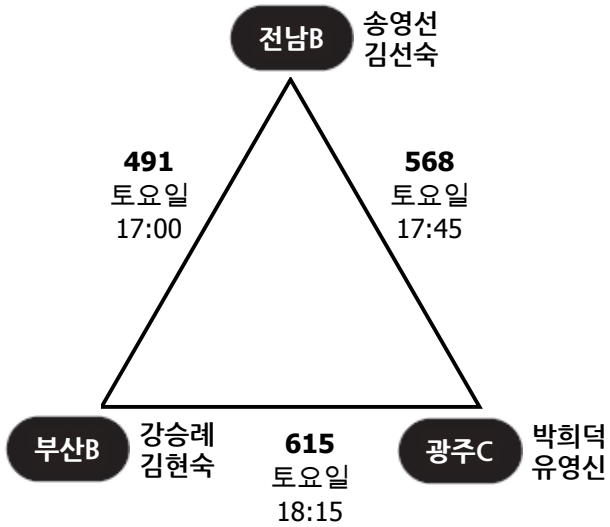 전남B
송영선
김선숙
491
토요일
17:00
568
토요일
17:45
부산B
강승례
김현숙
615
토요일
18:15
광주C
박희덕
유영신